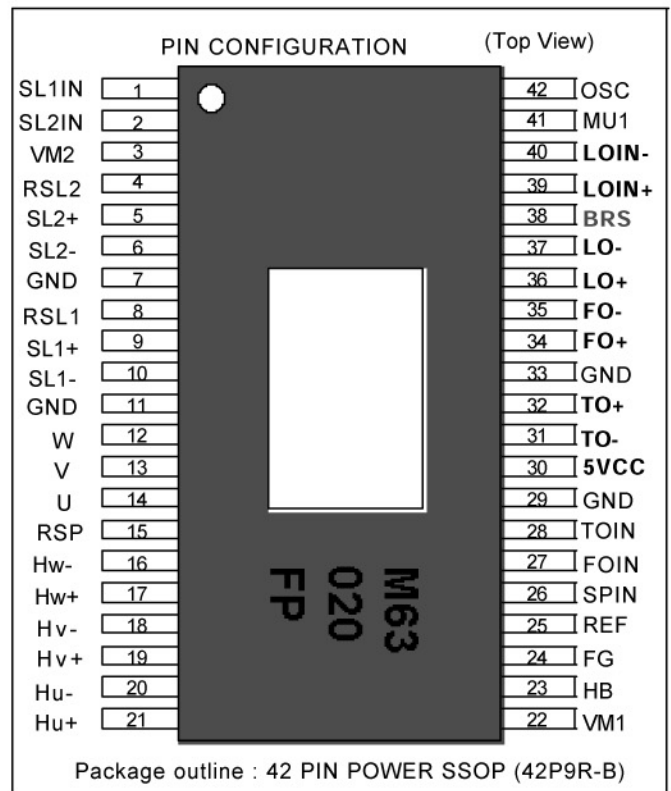 PIN CONFIGURATION (Top View)
SL1IN 1 42 OSC
SL2IN 2 41 MU1
VM2 3 40 LOIN-
RSL2 4 39 LOIN+
SL2+ 5 38 BRS
SL2- 6 37 LO-
GND 7 36 LO+
RSL1 8 35 FO-
SL1+ 9 34 FO+
SL1- 10 33 GND
GND 11 32 TO+
W 12 31 TO-
V 13 30 5VCC
U 14 29 GND
RSP 15 28 TOIN
Hw- 16 27 FOIN
Hw+ 17 26 SPIN
Hv- 18 25 REF
Hv+ 19 24 FG
Hu- 20 23 HB
Hu+ 21 22 VM1
M63
020
FP
Package outline : 42 PIN POWER SSOP (42P9R-B)